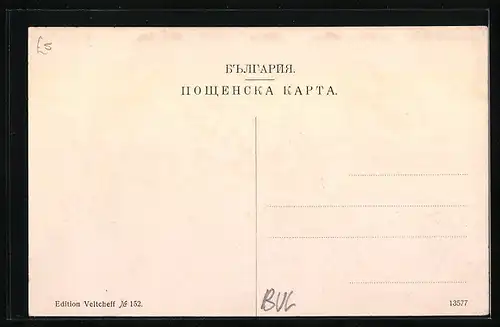 БЪЛГАРИЯ.
ПОЩЕНСКА КАРТА.
Edition Veltcheff № 152.
BUL
13577